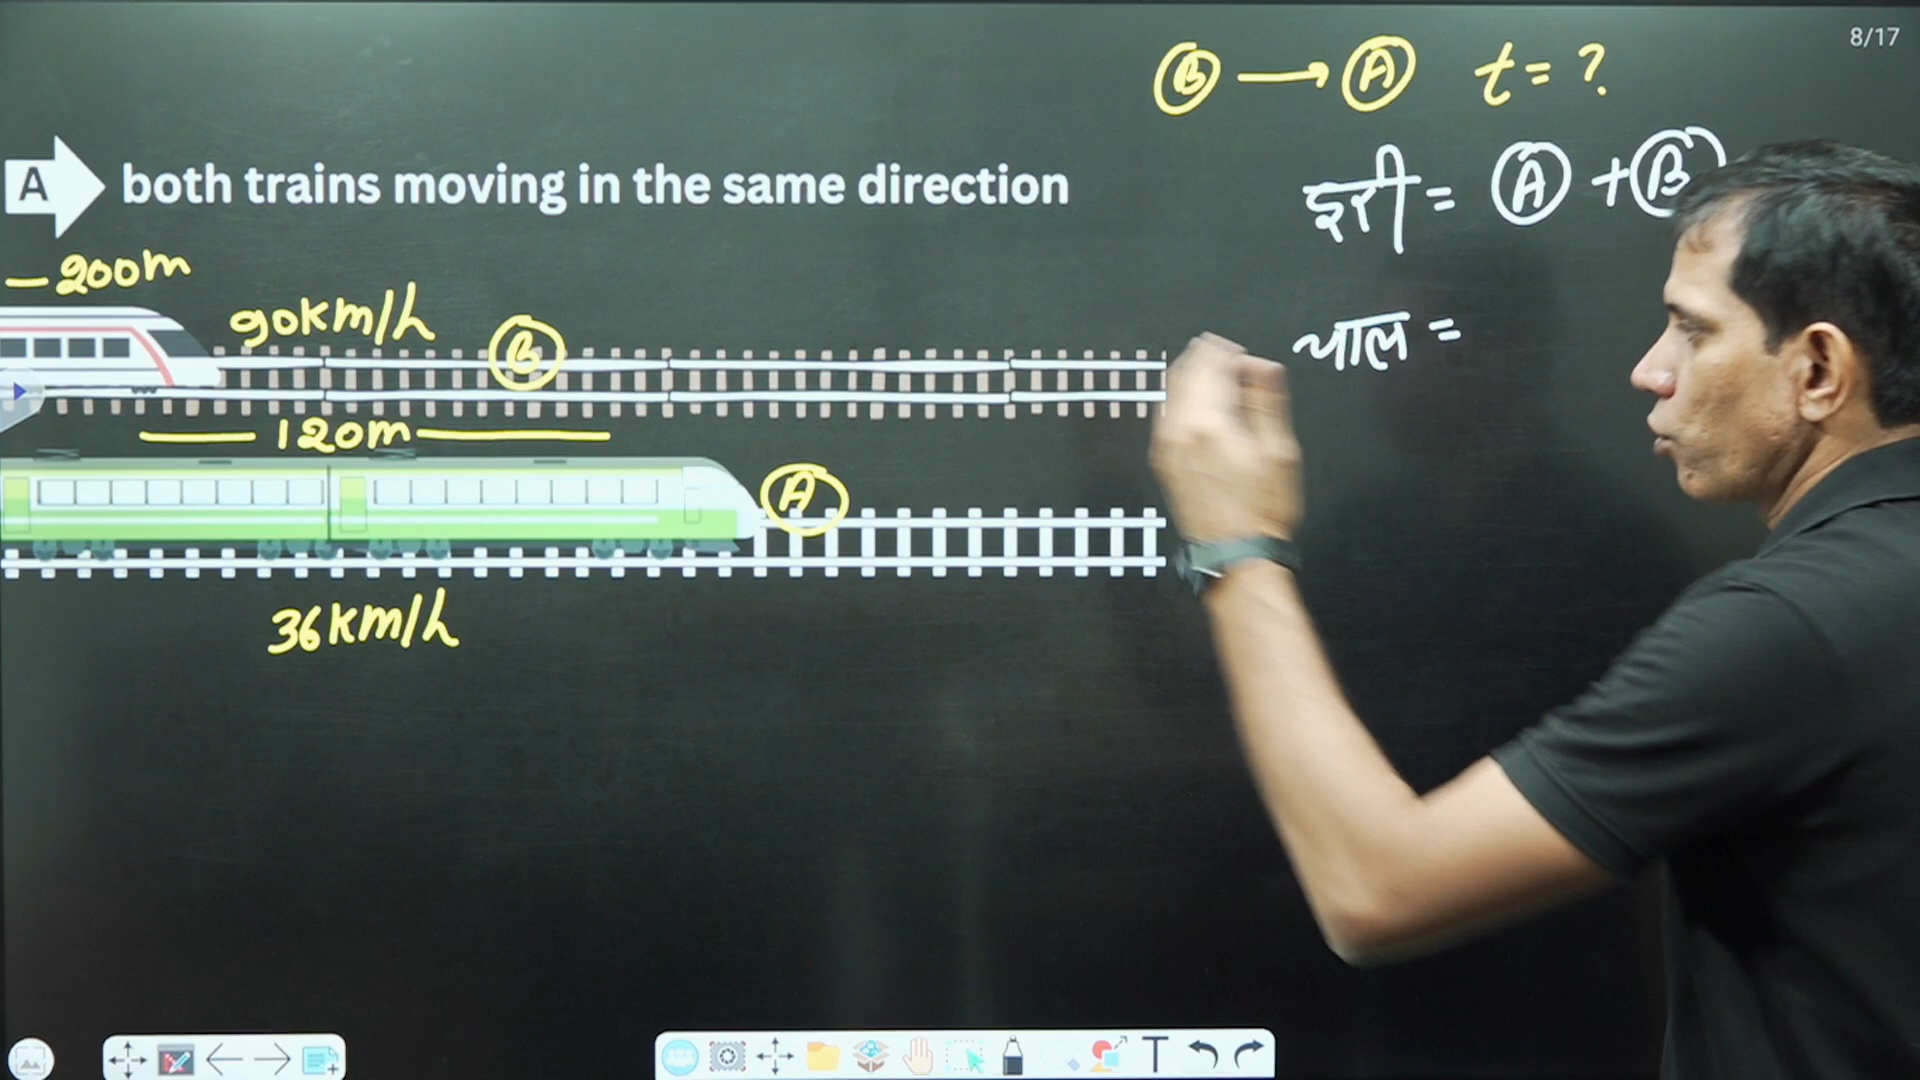 8/17
B → A t = ?
A both trains moving in the same direction
दूरी = A + B
— 200m
90km/h
B
चाल =
— 120m —
A
36km/h
T